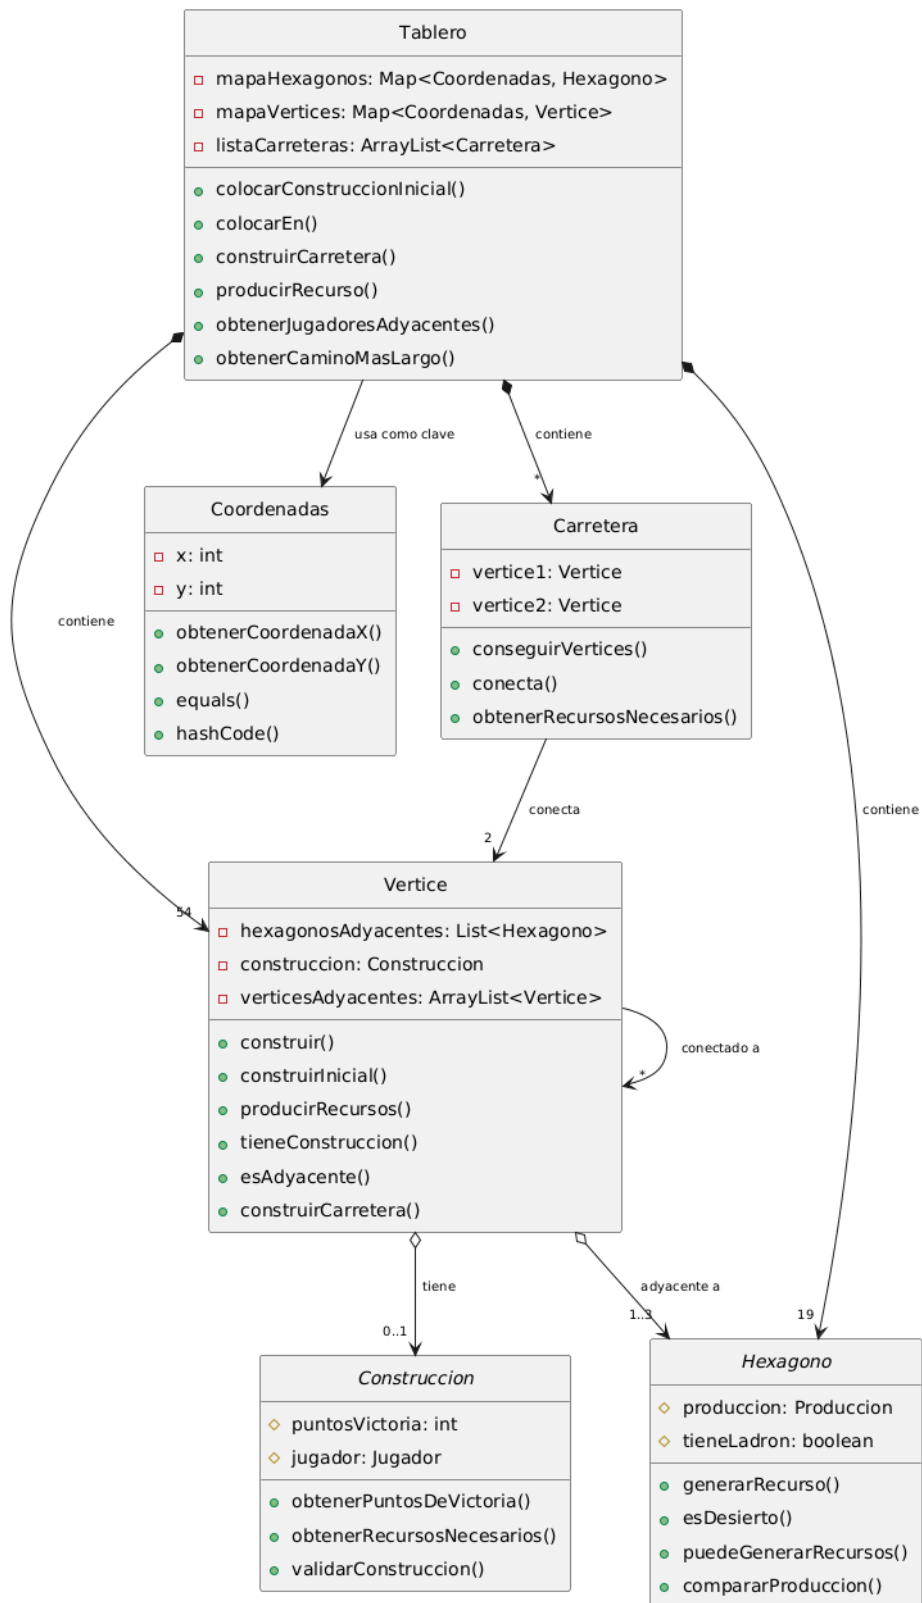 Tablero
mapaHexagonos: Map<Coordenadas, Hexagono>
mapaVertices: Map<Coordenadas, Vertice>
listaCarreteras: ArrayList<Carretera>
colocarConstruccionInicial()
colocarEn()
construirCarretera()
producirRecurso()
obtenerJugadoresAdyacentes()
obtenerCaminoMasLargo()
usa como clave
contiene
*
Coordenadas
x: int
y: int
obtenerCoordenadaX()
obtenerCoordenadaY()
equals()
hashCode()
Carretera
vertice1: Vertice
vertice2: Vertice
conseguirVertices()
conecta()
obtenerRecursosNecesarios()
contiene
contiene
conecta
2
54
Vertice
hexagonosAdyacentes: List<Hexagono>
construccion: Construccion
verticesAdyacentes: ArrayList<Vertice>
construir()
construirInicial()
producirRecursos()
tieneConstruccion()
esAdyacente()
construirCarretera()
conectado a
*
tiene
0..1
adyacente a
1..3
19
Construccion
puntosVictoria: int
jugador: Jugador
obtenerPuntosDeVictoria()
obtenerRecursosNecesarios()
validarConstruccion()
Hexagono
produccion: Produccion
tieneLadron: boolean
generarRecurso()
esDesierto()
puedeGenerarRecursos()
compararProduccion()